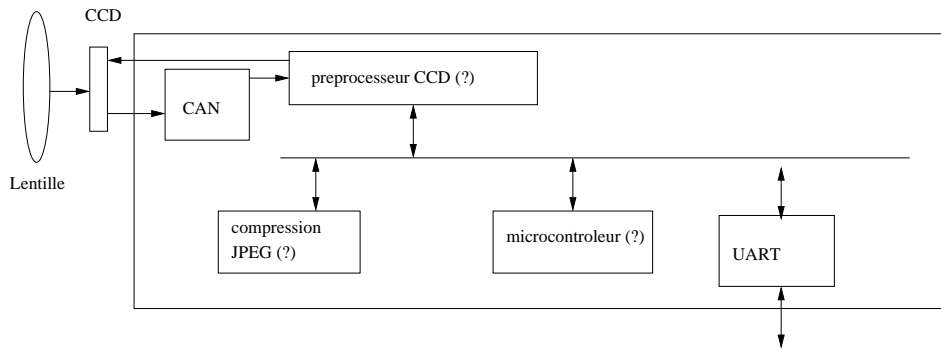 CCD
preprocesseur CCD (?)
CAN
Lentille
compression
JPEG (?)
microcontroleur (?)
UART